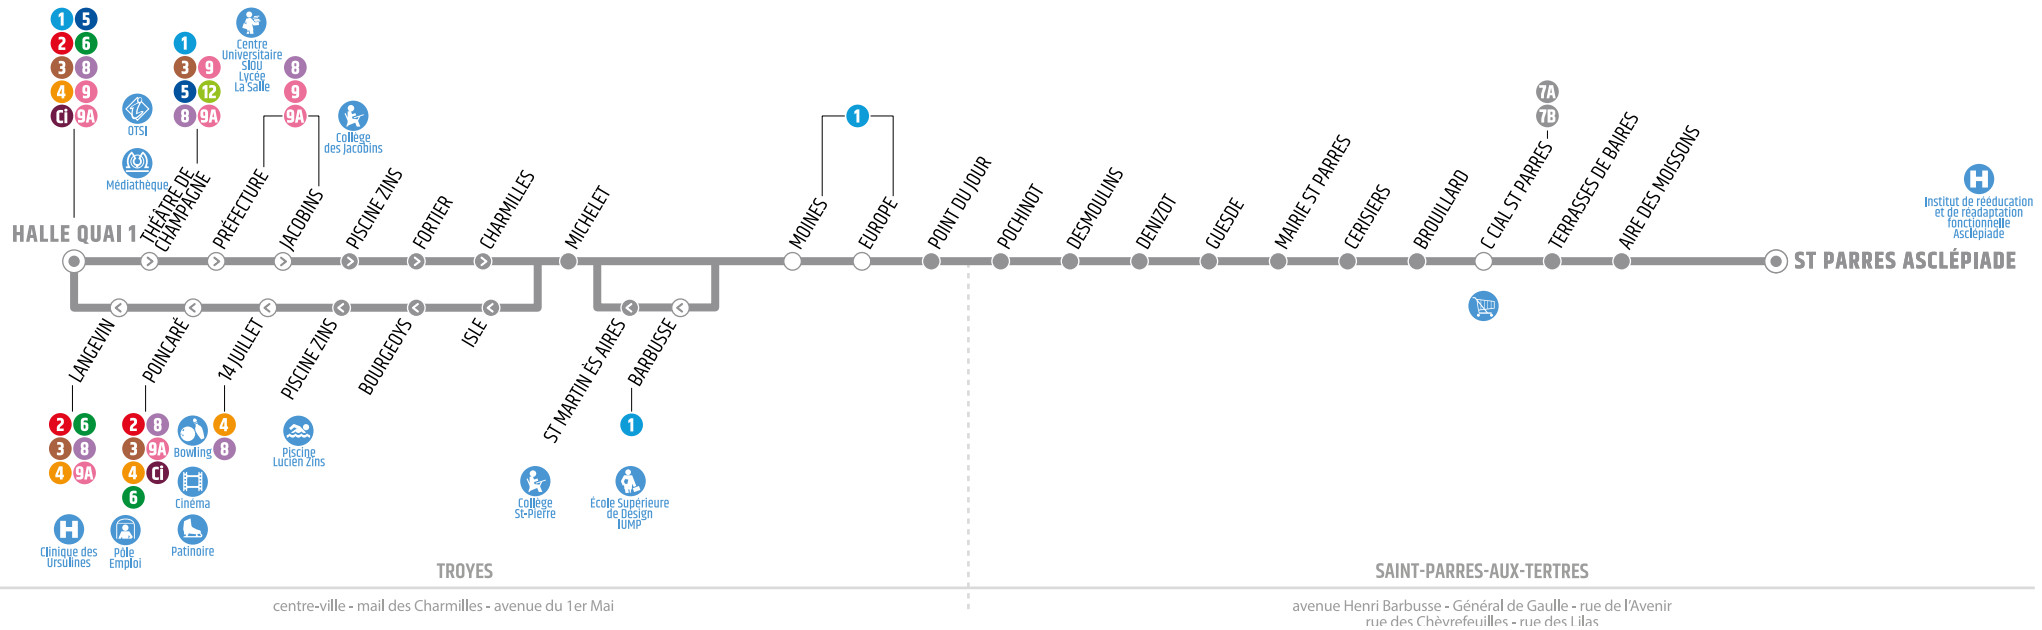 1 5
2 6
3 8
4 9
Ci 9A
OTSI
Médiathèque
1
3 9
5 12
8 9A
Centre
Universitaire
SIOU
Lycée
La Salle
8
9
9A
Collège
des Jacobins
1
7A
7B
H
Institut de rééducation
et de réadaptation
fonctionnelle
Asclépiade
HALLE QUAI 1
THÉÂTRE DE
CHAMPAGNE
PRÉFECTURE
JACOBINS
PISCINE ZINS
FORTIER
CHARMILLES
MICHELET
MOINES
EUROPE
POINT DU JOUR
POCHINOT
DESMOULINS
DENIZOT
GUESDE
MAIRIE ST PARRES
CERISIERS
BROUILLARD
C CIAL ST PARRES
TERRASSES DE BAIRES
AIRE DES MOISSONS
ST PARRES ASCLÉPIADE
LANGEVIN
POINCARÉ
14 JUILLET
PISCINE ZINS
BOURGEOYS
ISLE
ST MARTIN ÈS AIRES
BARBUSSE
2 6
3 8
4 9A
H
Clinique des
Ursulines
2 8
3 9A
4 Ci
6
Pôle
Emploi
Bowling
Cinéma
Patinoire
4
8
Piscine
Lucien Zins
Collège
St-Pierre
1
École Supérieure
de Design
IUMP
TROYES
SAINT-PARRES-AUX-TERTRES
centre-ville - mail des Charmilles - avenue du 1er Mai
avenue Henri Barbusse - Général de Gaulle - rue de l'Avenir
rue des Chèvrefeuilles - rue des Lilas